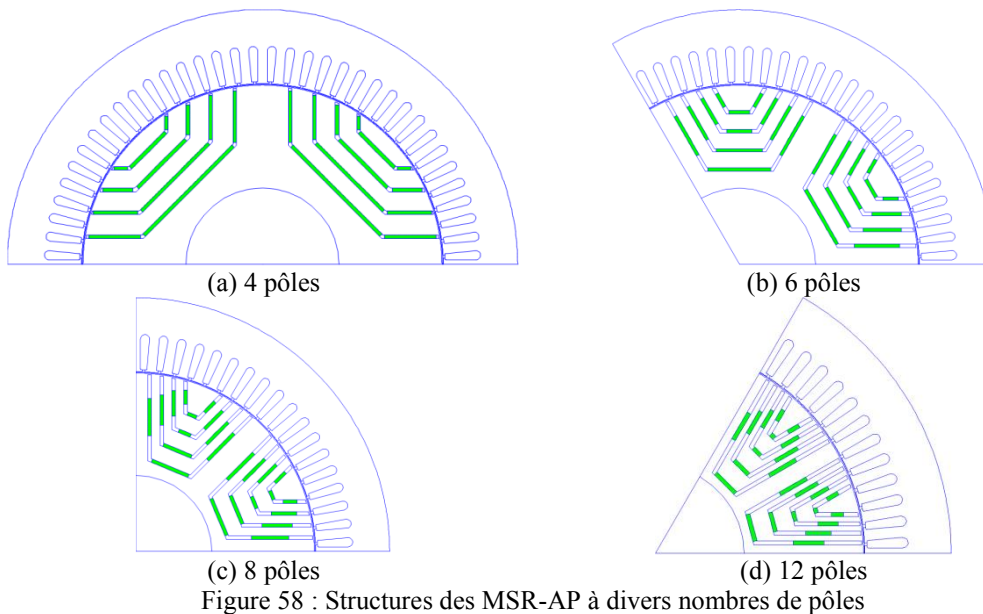 (a) 4 pôles
(b) 6 pôles
(c) 8 pôles
(d) 12 pôles
Figure 58 : Structures des MSR-AP à divers nombres de pôles